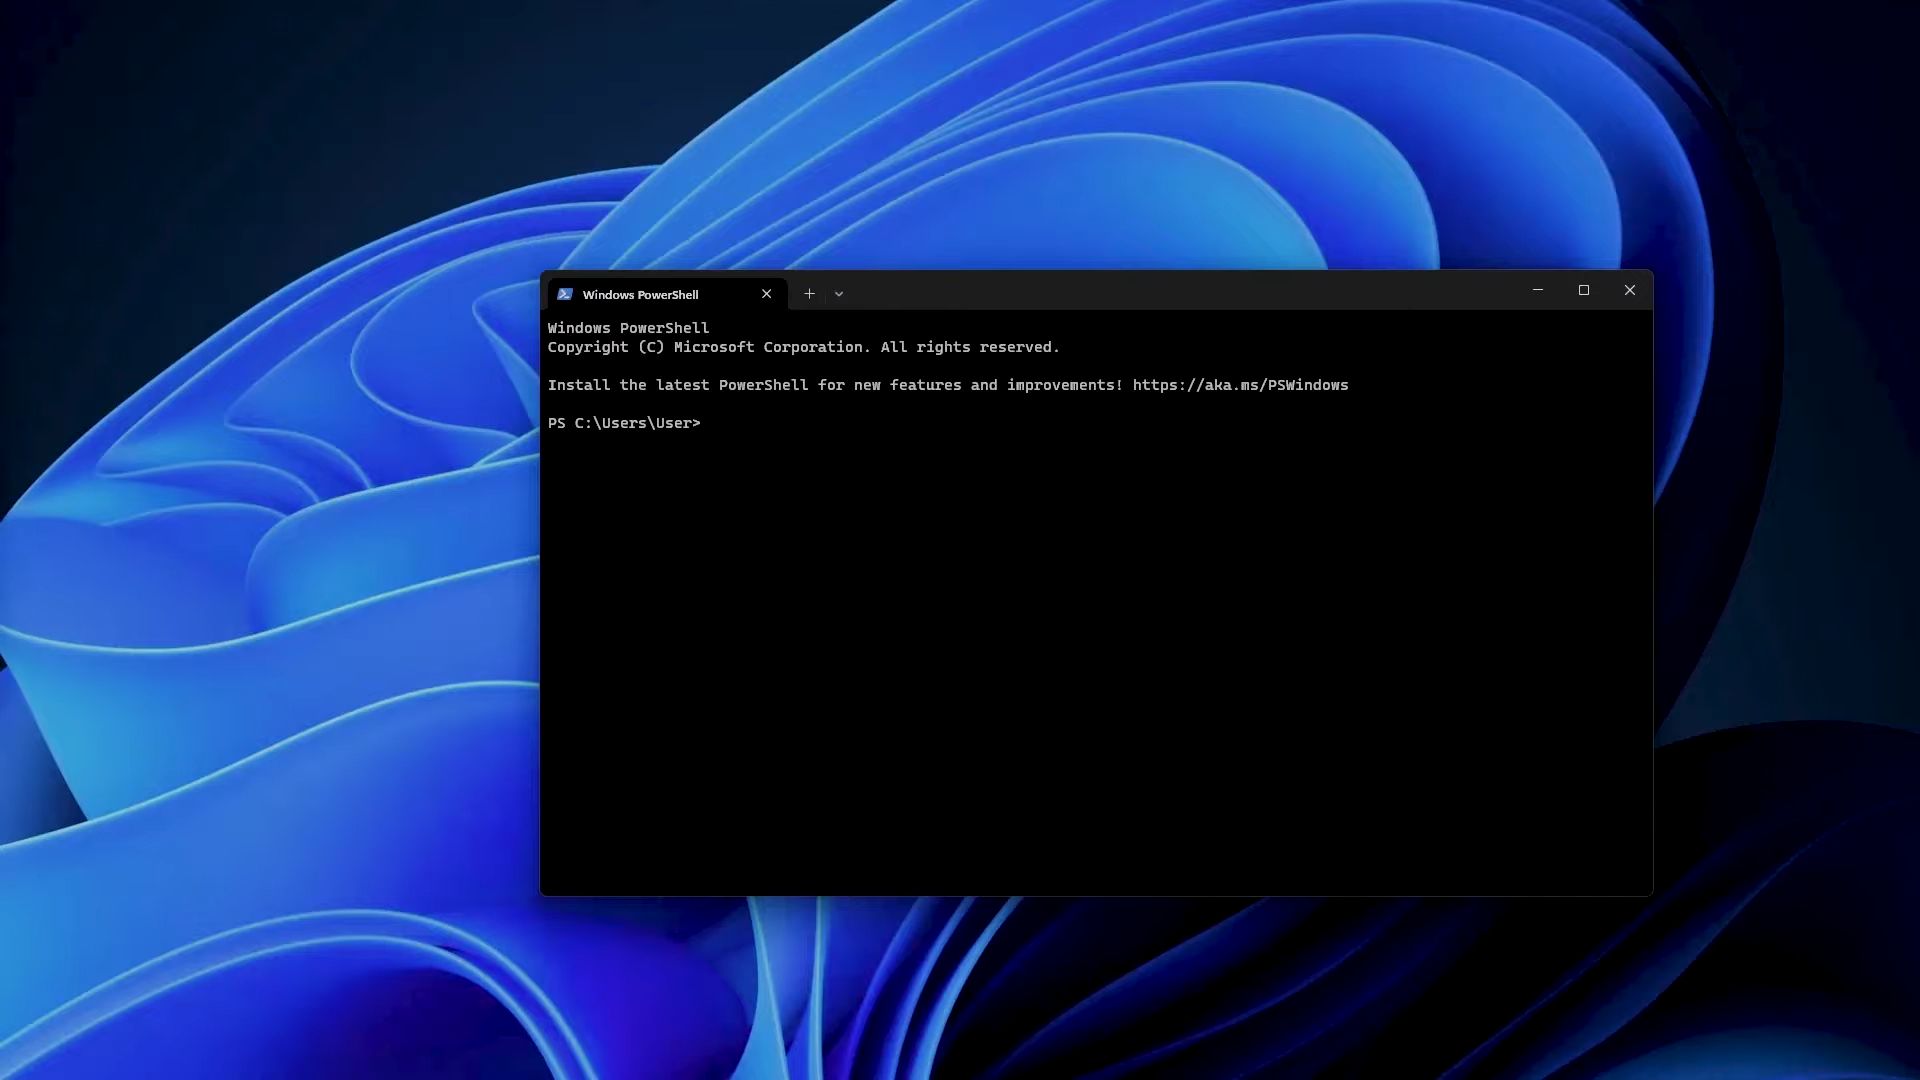 Windows PowerShell
Windows PowerShell
Copyright (C) Microsoft Corporation. All rights reserved.
Install the latest PowerShell for new features and improvements! https://aka.ms/PSWindows
PS C:\Users\User>